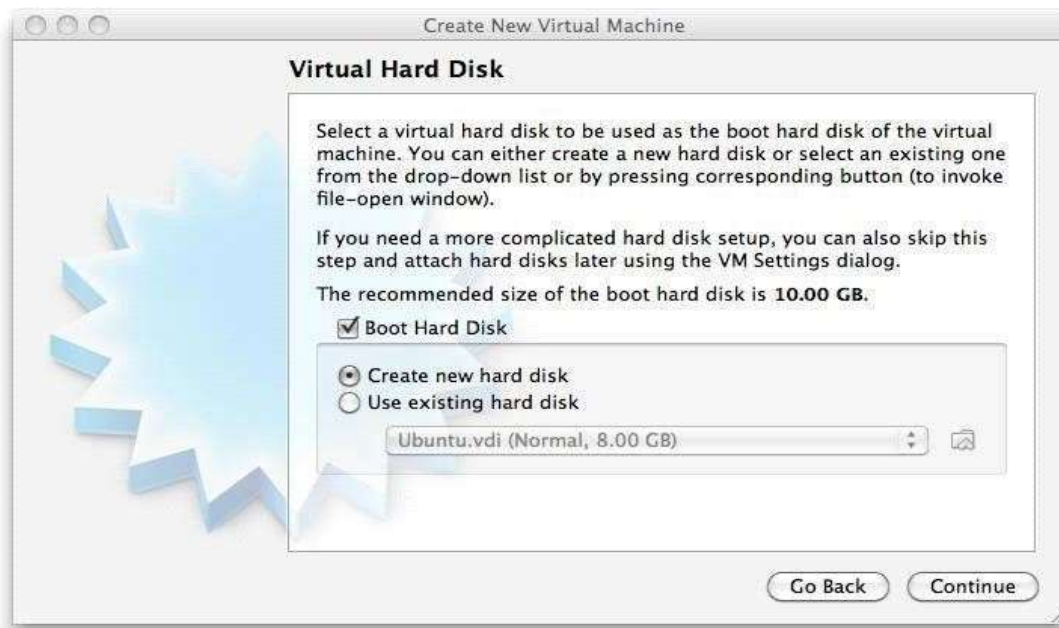 Create New Virtual Machine
Virtual Hard Disk
Select a virtual hard disk to be used as the boot hard disk of the virtual
machine. You can either create a new hard disk or select an existing one
from the drop-down list or by pressing corresponding button (to invoke
file-open window).
If you need a more complicated hard disk setup, you can also skip this
step and attach hard disks later using the VM Settings dialog.
The recommended size of the boot hard disk is 10.00 GB.
Boot Hard Disk
Create new hard disk
Use existing hard disk
Ubuntu.vdi (Normal, 8.00 GB)
Go Back
Continue